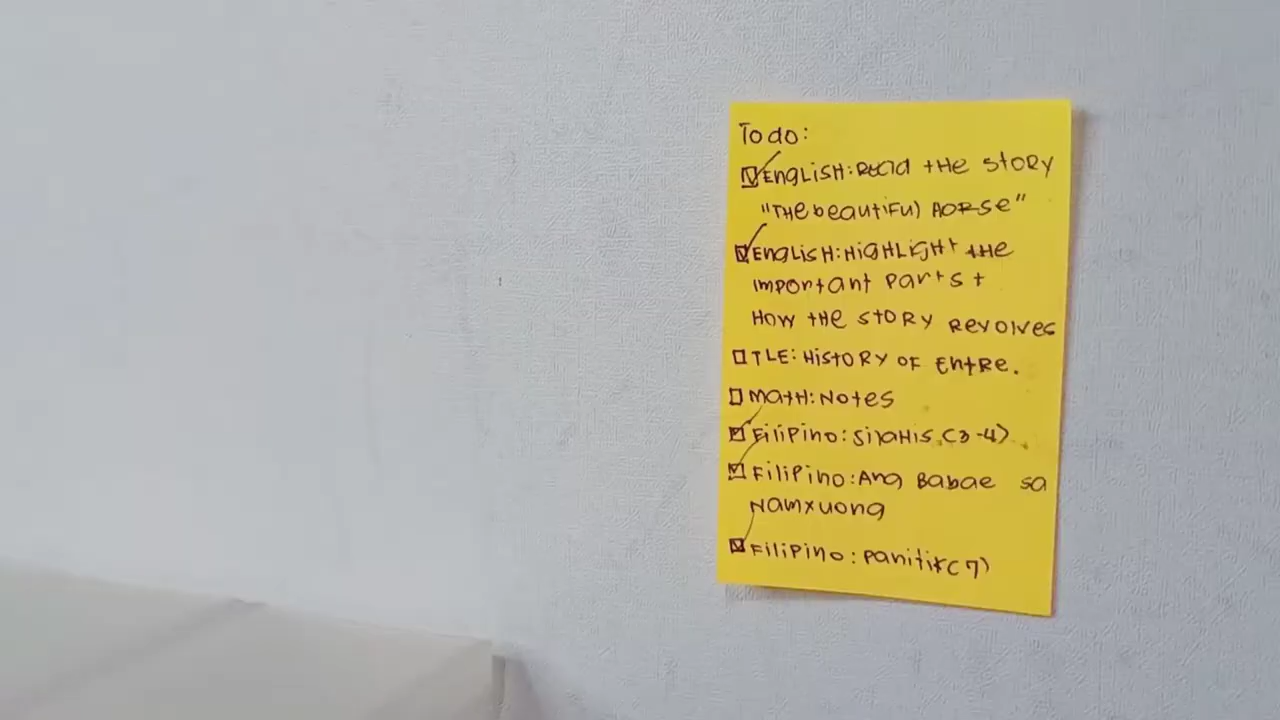 To do:
☑ English: Read the story
"The beautiful Horse"
☑ English: Highlight the
important parts +
How the story revolves
☐ TLE: History of Entre.
☐ Math: Notes
☑ Filipino: Silahis (3-4)
☑ Filipino: Ang Babae sa
Namxuong
☑ Filipino: Panitik (7)